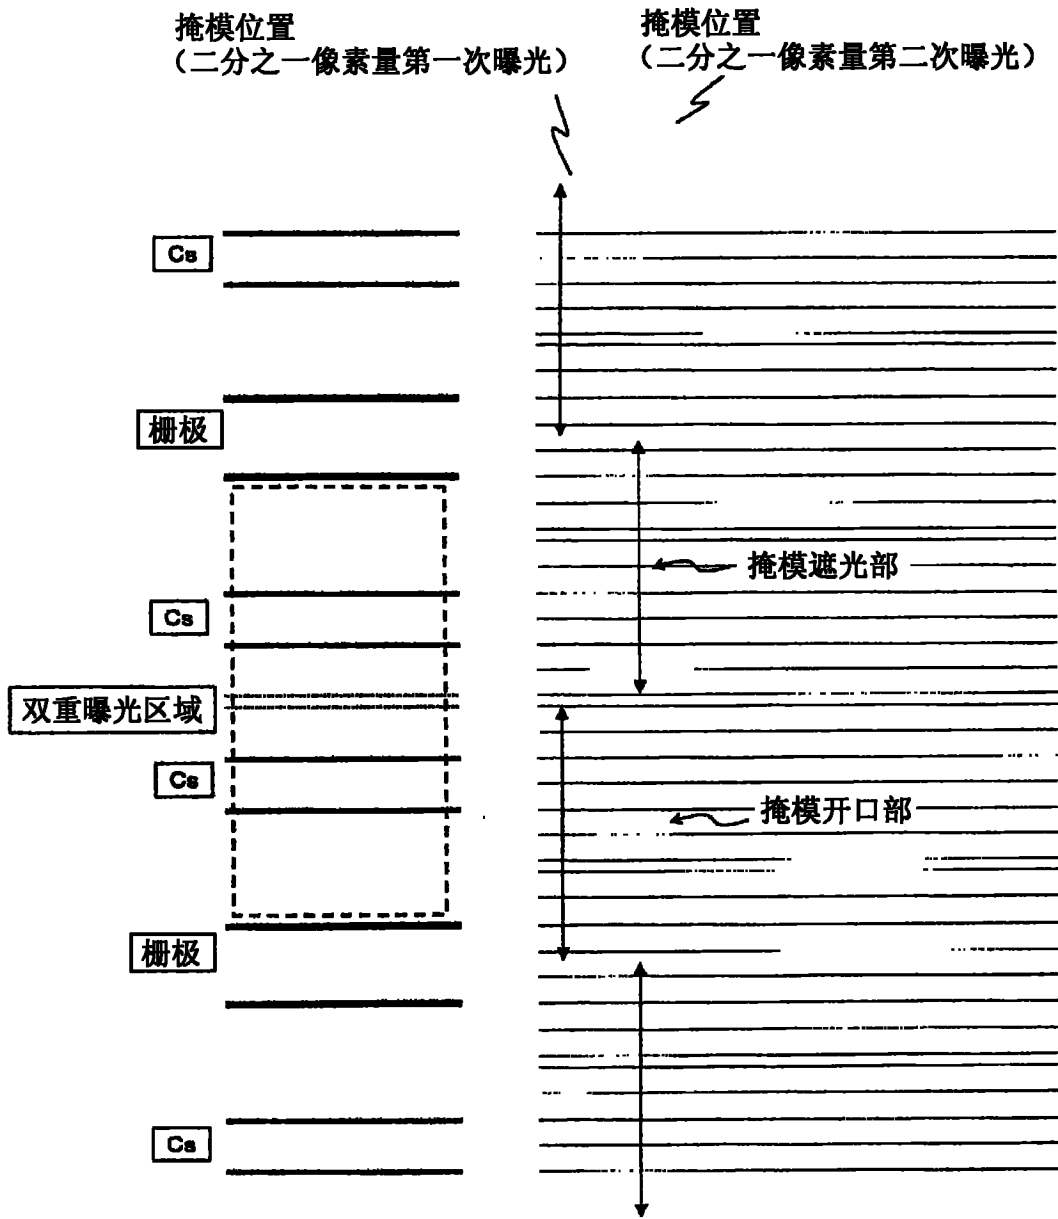 掩模位置
（二分之一像素量第一次曝光）
掩模位置
（二分之一像素量第二次曝光）
Cs
栅极
掩模遮光部
Cs
双重曝光区域
Cs
掩模开口部
栅极
Cs